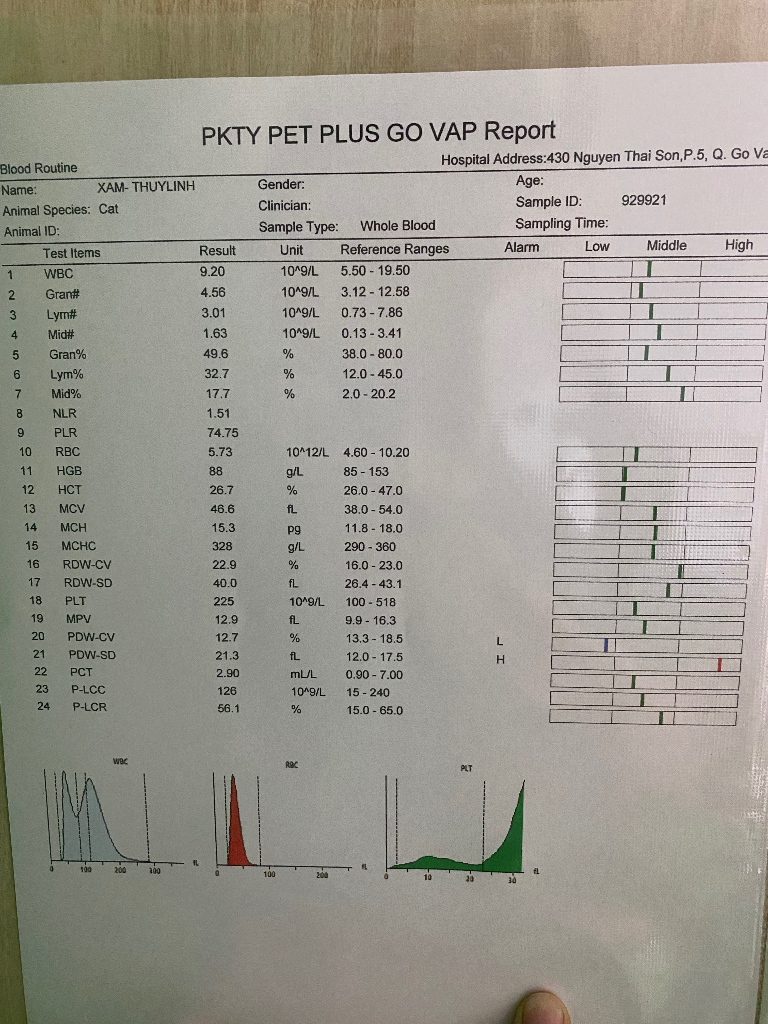 PKTY PET PLUS GO VAP Report
Blood Routine Hospital Address:430 Nguyen Thai Son,P.5, Q. Go Va
Name: XAM- THUYLINH Gender: Age:
Animal Species: Cat Clinician: Sample ID: 929921
Animal ID: Sample Type: Whole Blood Sampling Time:
Test Items Result Unit Reference Ranges Alarm Low Middle High
1 WBC 9.20 10^9/L 5.50 - 19.50
2 Gran# 4.56 10^9/L 3.12 - 12.58
3 Lym# 3.01 10^9/L 0.73 - 7.86
4 Mid# 1.63 10^9/L 0.13 - 3.41
5 Gran% 49.6 % 38.0 - 80.0
6 Lym% 32.7 % 12.0 - 45.0
7 Mid% 17.7 % 2.0 - 20.2
8 NLR 1.51
9 PLR 74.75
10 RBC 5.73 10^12/L 4.60 - 10.20
11 HGB 88 g/L 85 - 153
12 HCT 26.7 % 26.0 - 47.0
13 MCV 46.6 fL 38.0 - 54.0
14 MCH 15.3 pg 11.8 - 18.0
15 MCHC 328 g/L 290 - 360
16 RDW-CV 22.9 % 16.0 - 23.0
17 RDW-SD 40.0 fL 26.4 - 43.1
18 PLT 225 10^9/L 100 - 518
19 MPV 12.9 fL 9.9 - 16.3
20 PDW-CV 12.7 % 13.3 - 18.5 L
21 PDW-SD 21.3 fL 12.0 - 17.5 H
22 PCT 2.90 mL/L 0.90 - 7.00
23 P-LCC 126 10^9/L 15 - 240
24 P-LCR 56.1 % 15.0 - 65.0
WBC RBC PLT
0 100 200 300 fL 0 100 200 fL 0 10 20 30 fL